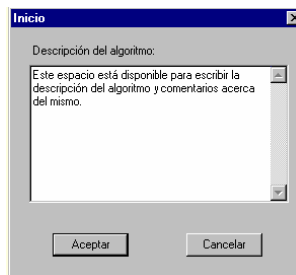 Inicio
Descripción del algoritmo:
Este espacio está disponible para escribir la
descripción del algoritmo y comentarios acerca
del mismo.
Aceptar
Cancelar